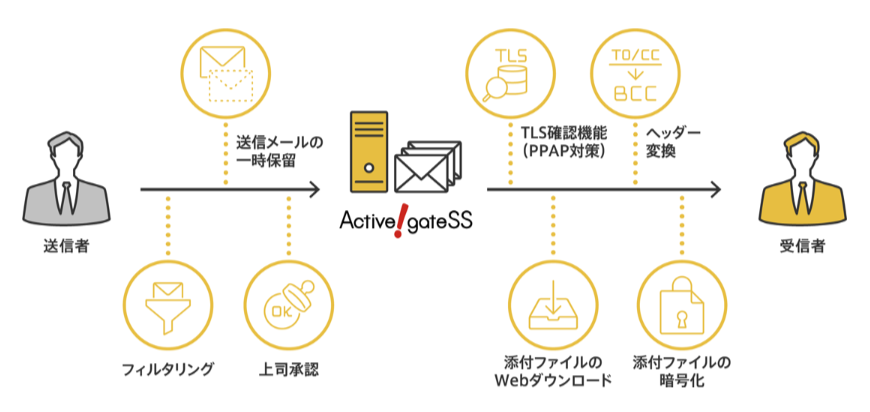 TLS
TO/CC
BCC
送信メールの
一時保留
TLS確認機能
(PPAP対策)
ヘッダー
変換
送信者
Active!gateSS
受信者
OK
フィルタリング
上司承認
添付ファイルの
Webダウンロード
添付ファイルの
暗号化